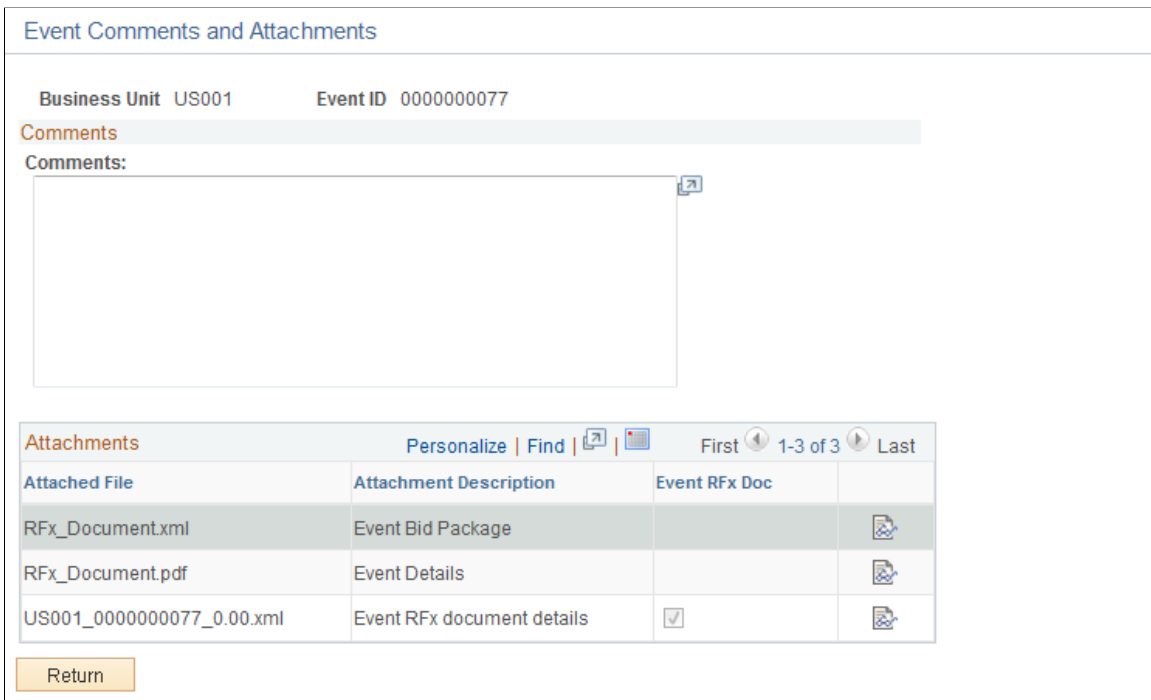 Event Comments and Attachments
Business Unit US001 Event ID 0000000077
Comments
Comments:
Attachments Personalize | Find | | First 1-3 of 3 Last
Attached File Attachment Description Event RFx Doc
RFx_Document.xml Event Bid Package
RFx_Document.pdf Event Details
US001_0000000077_0.00.xml Event RFx document details
Return